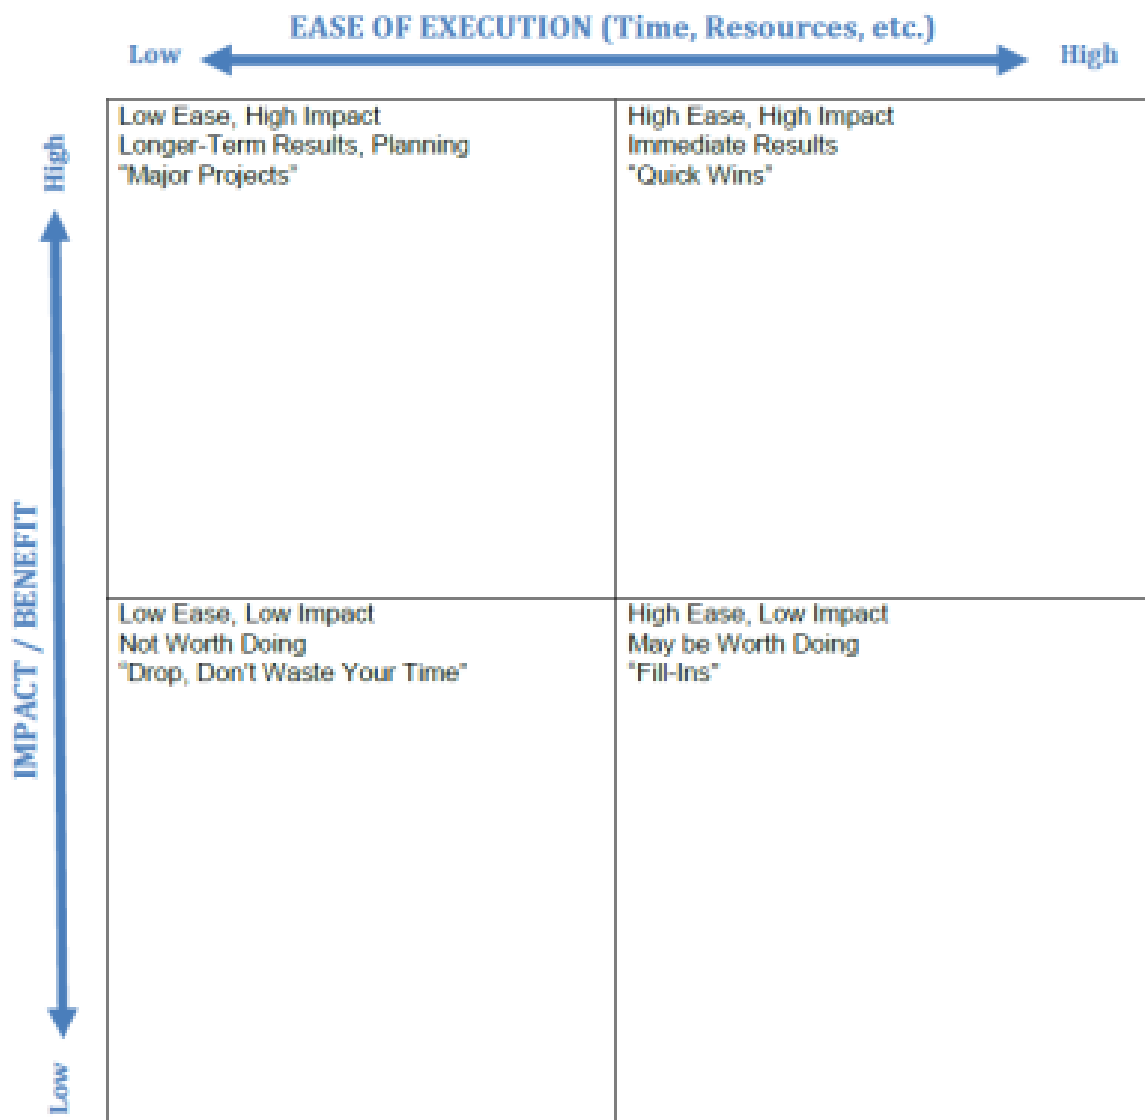 EASE OF EXECUTION (Time, Resources, etc.)
Low
High
High
IMPACT / BENEFIT
Low
Low Ease, High Impact
Longer-Term Results, Planning
"Major Projects"
High Ease, High Impact
Immediate Results
"Quick Wins"
Low Ease, Low Impact
Not Worth Doing
"Drop, Don't Waste Your Time"
High Ease, Low Impact
May be Worth Doing
"Fill-Ins"